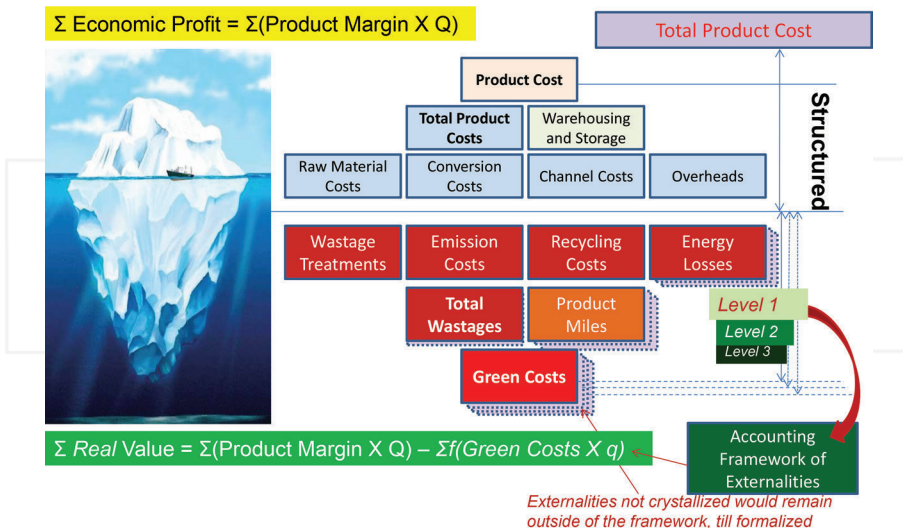 Σ Economic Profit = Σ(Product Margin X Q)
Total Product Cost
Product Cost
Structured
Total Product
Costs
Warehousing
and Storage
Raw Material
Costs
Conversion
Costs
Channel Costs
Overheads
Wastage
Treatments
Emission
Costs
Recycling
Costs
Energy
Losses
Total
Wastages
Product
Miles
Level 1
Level 2
Level 3
Green Costs
Σ Real Value = Σ(Product Margin X Q) – Σf(Green Costs X q)
Accounting
Framework of
Externalities
Externalities not crystallized would remain
outside of the framework, till formalized